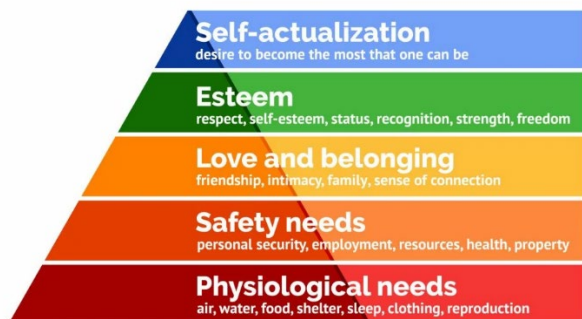 Self-actualization
desire to become the most that one can be
Esteem
respect, self-esteem, status, recognition, strength, freedom
Love and belonging
friendship, intimacy, family, sense of connection
Safety needs
personal security, employment, resources, health, property
Physiological needs
air, water, food, shelter, sleep, clothing, reproduction